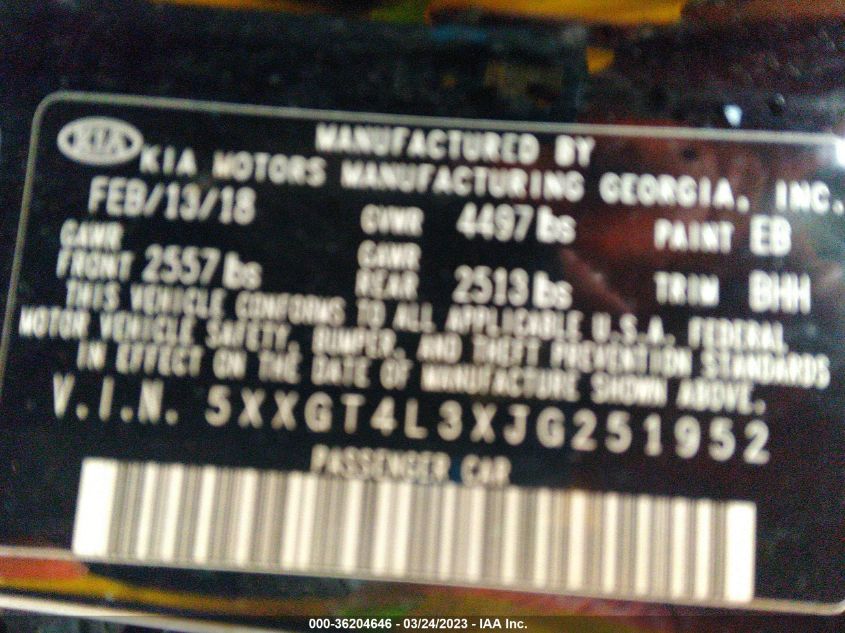 KIA
MANUFACTURED BY
KIA MOTORS MANUFACTURING GEORGIA, INC.
FEB/13/18 GVWR 4497 lbs PAINT EB
GAWR FRONT 2557 lbs GAWR REAR 2513 lbs TRIM BHH
THIS VEHICLE CONFORMS TO ALL APPLICABLE U.S.A. FEDERAL
MOTOR VEHICLE SAFETY, BUMPER, AND THEFT PREVENTION STANDARDS
IN EFFECT ON THE DATE OF MANUFACTURE SHOWN ABOVE.
V.I.N. 5XXGT4L3XJG251952
PASSENGER CAR
000-36204646 - 03/24/2023 - IAA Inc.